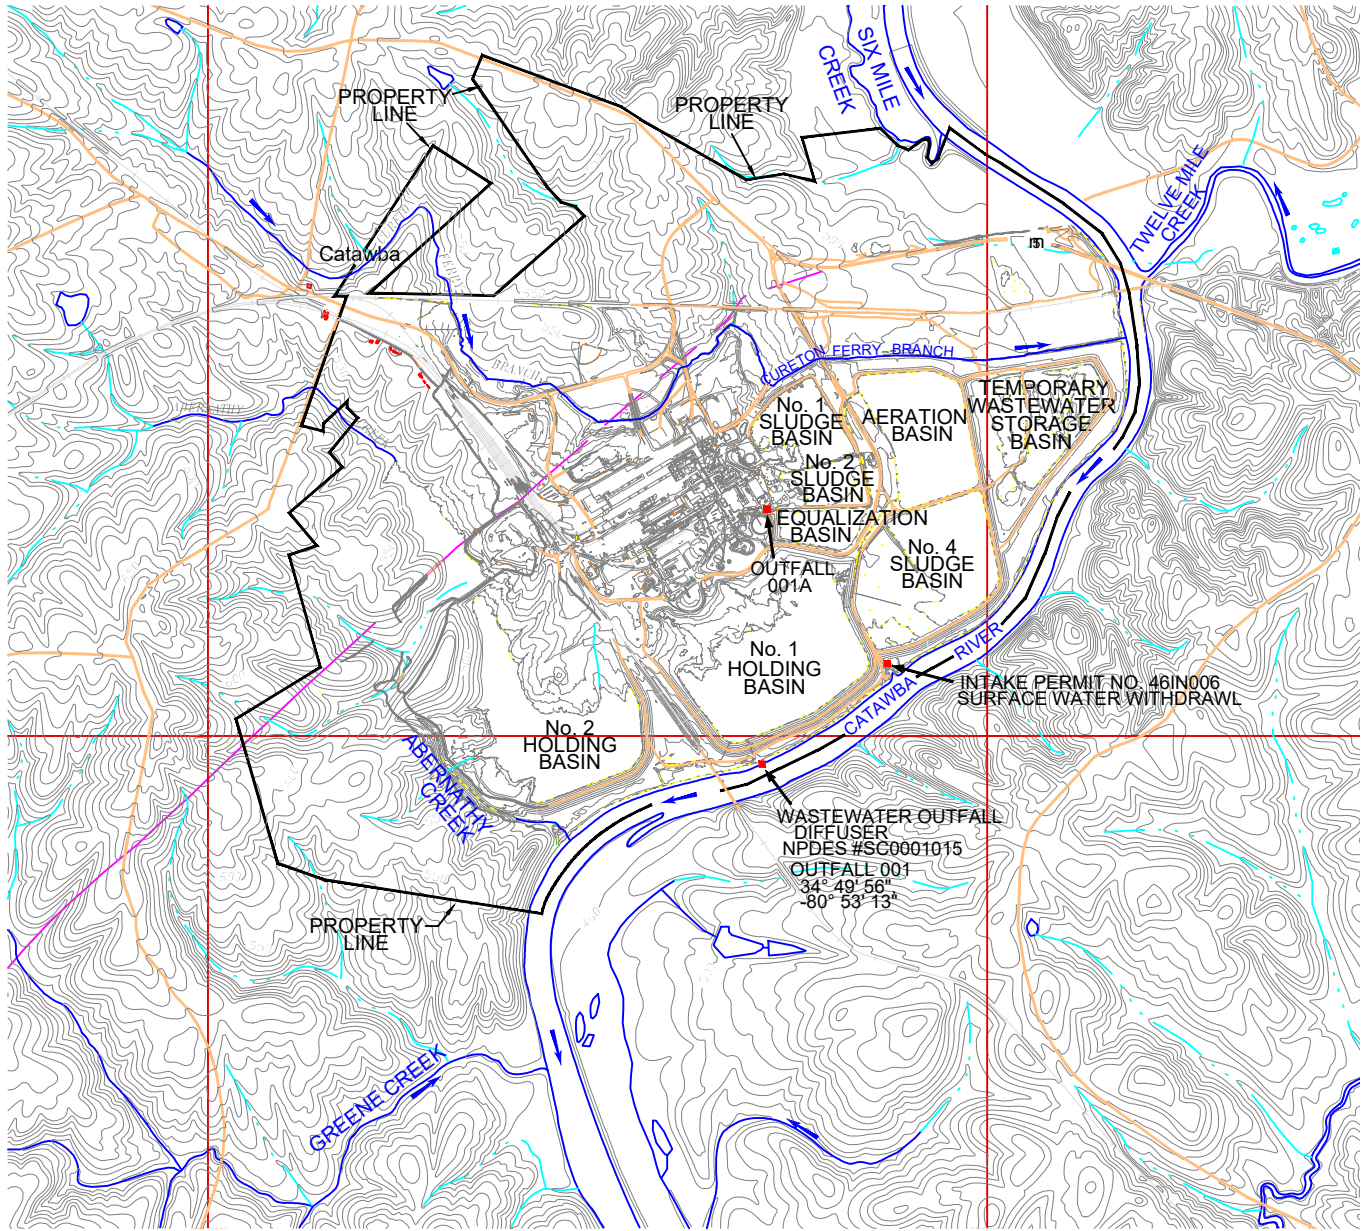 SIX MILE
CREEK
PROPERTY
LINE
PROPERTY
LINE
TWELVE MILE
CREEK
Catawba
CURETON FERRY BRANCH
BRANCH
No. 1
SLUDGE
BASIN
AERATION
BASIN
TEMPORARY
WASTEWATER
STORAGE
BASIN
ABERNATHY
No. 2
SLUDGE
BASIN
EQUALIZATION
BASIN
No. 4
SLUDGE
BASIN
OUTFALL
001A
No. 1
HOLDING
BASIN
CATAWBA RIVER
INTAKE PERMIT NO. 46IN006
SURFACE WATER WITHDRAWL
No. 2
HOLDING
BASIN
ABERNATHY
CREEK
WASTEWATER OUTFALL
DIFFUSER
NPDES #SC0001015
OUTFALL 001
34° 49' 56",
-80° 53' 13"
PROPERTY
LINE
GREENE CREEK